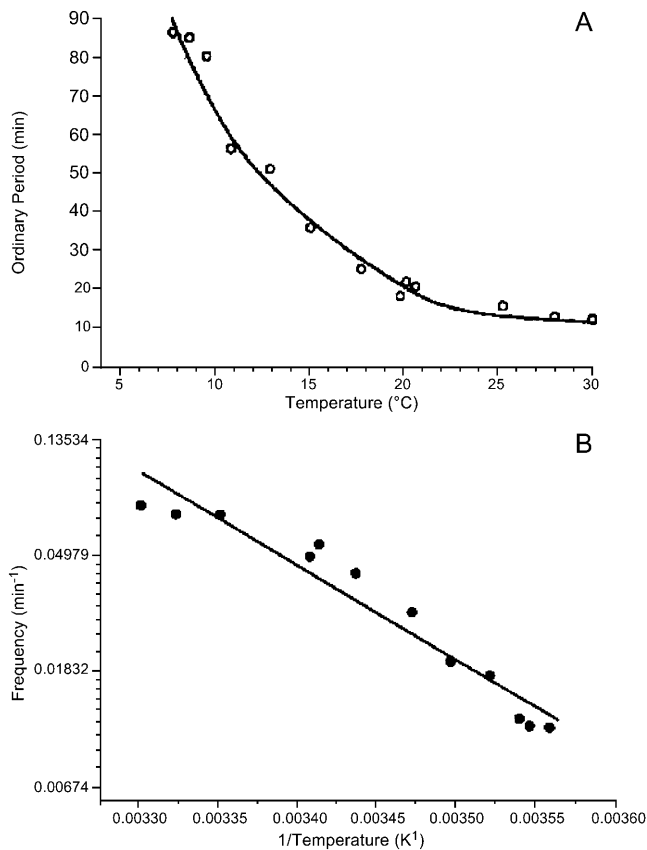 A
Ordinary Period (min)
90
80
70
60
50
40
30
20
10
0
5 10 15 20 25 30
Temperature (°C)
B
Frequency (min⁻¹)
0.13534
0.04979
0.01832
0.00674
0.00330 0.00335 0.00340 0.00345 0.00350 0.00355 0.00360
1/Temperature (K¹)